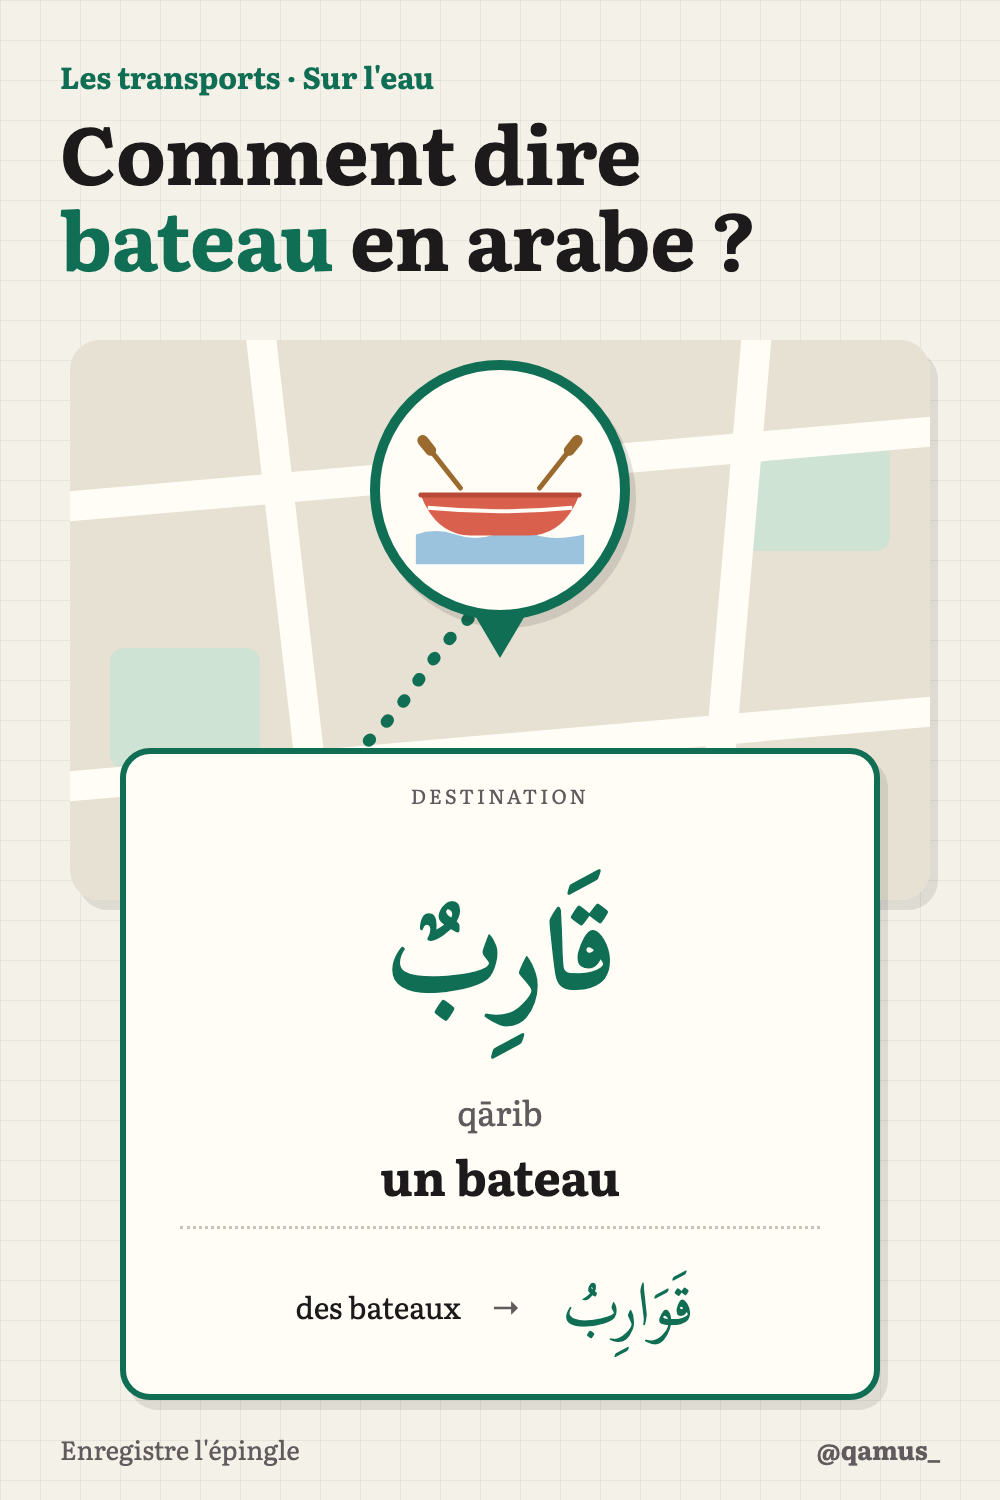 Les transports · Sur l'eau
Comment dire
bateau en arabe ?
DESTINATION
قَارِبٌ
qārib
un bateau
des bateaux → قَوَارِبُ
Enregistre l'épingle
@qamus_